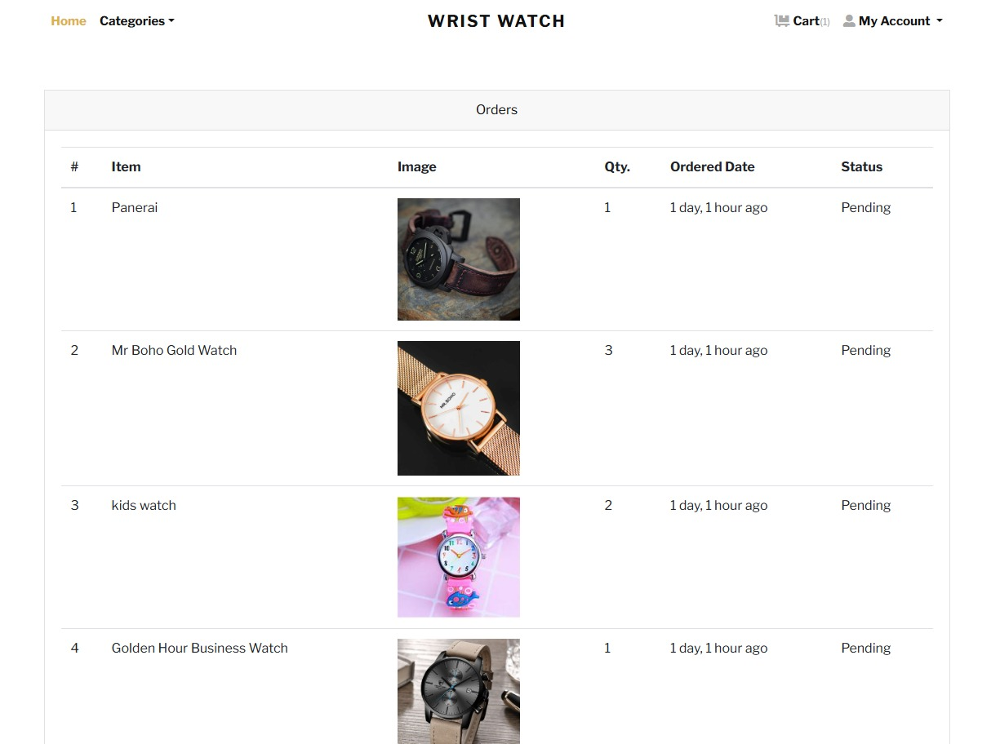 Home Categories WRIST WATCH Cart(1) My Account
Orders
# Item Image Qty. Ordered Date Status
1 Panerai 1 1 day, 1 hour ago Pending
2 Mr Boho Gold Watch 3 1 day, 1 hour ago Pending
MR.BOHO
3 kids watch 2 1 day, 1 hour ago Pending
4 Golden Hour Business Watch 1 1 day, 1 hour ago Pending